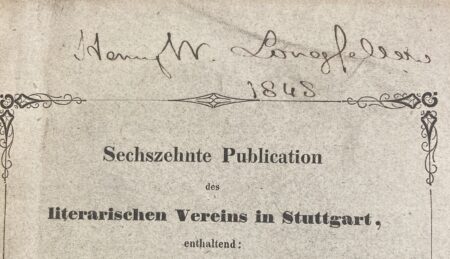 Henry W. Longfellow
1848
Sechszehnte Publication
des
literarischen Vereins in Stuttgart,
enthaltend: